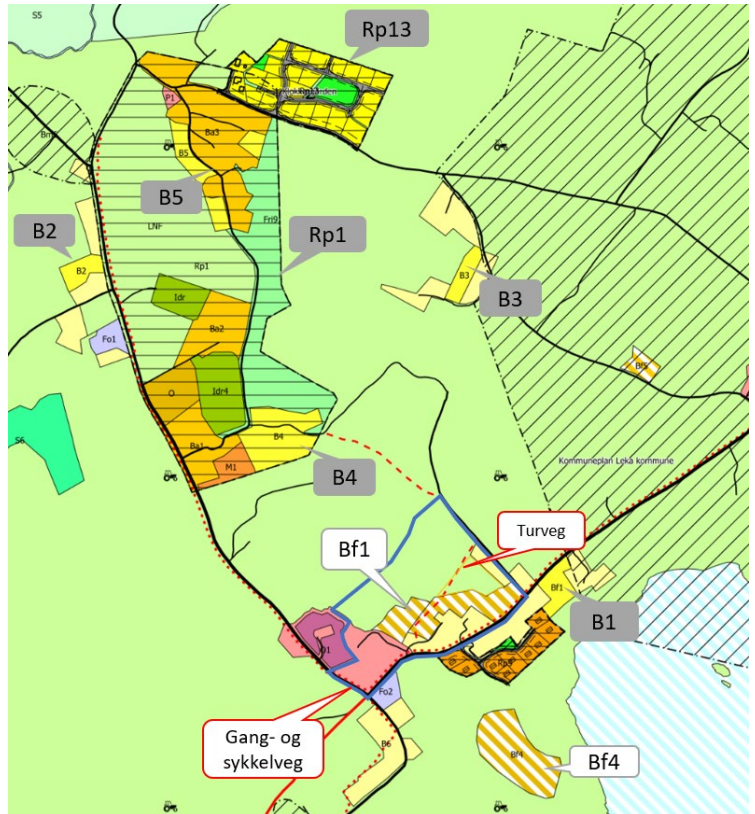 S5
Rp13
P1
Ba3
B5
B5
B2
LNF
Fri9
Rp1
Rp1
B2
B3
B3
Idr
Ba2
Fo1
Bf5
O
Idr4
S6
B4
Ba1
M1
B4
Kommuneplan Leka kommune
Turveg
Bf1
Bf1
B1
O1
Rp9
Fo2
Gang- og
sykkelveg
B6
Bf4
Bf4